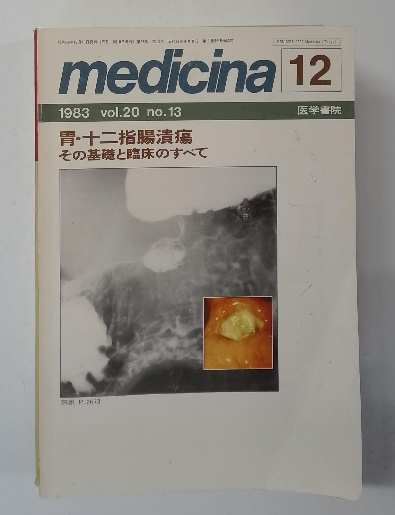 medicina 12
1983 vol.20 no.13 医学書院
胃・十二指腸潰瘍
その基礎と臨床のすべて